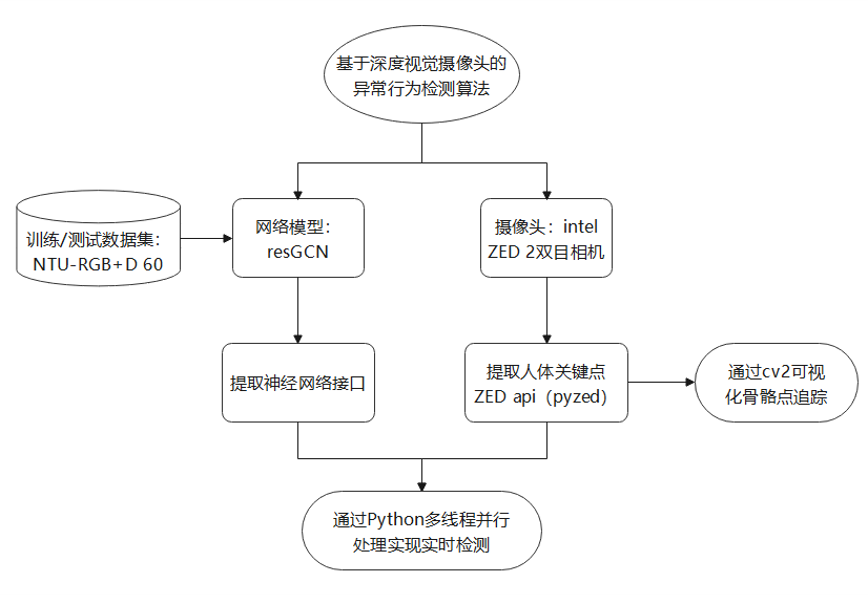 基于深度视觉摄像头的
异常行为检测算法
训练/测试数据集：
NTU-RGB+D 60
网络模型：
resGCN
摄像头：intel
ZED 2双目相机
提取神经网络接口
提取人体关键点
ZED api（pyzed）
通过cv2可视
化骨骼点追踪
通过Python多线程并行
处理实现实时检测